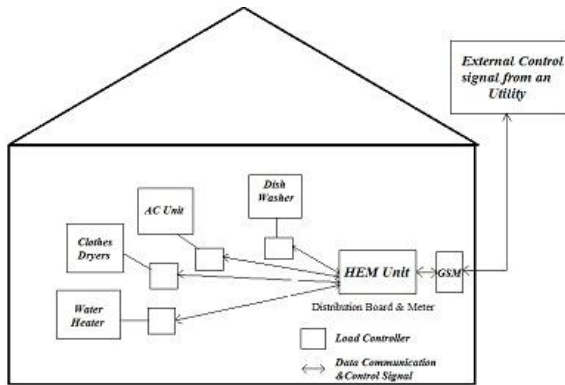 External Control
signal from an
Utility
Dish
Washer
AC Unit
Clothes
Dryers
HEM Unit
GSM
Distribution Board & Meter
Water
Heater
Load Controller
Data Communication
&Control Signal